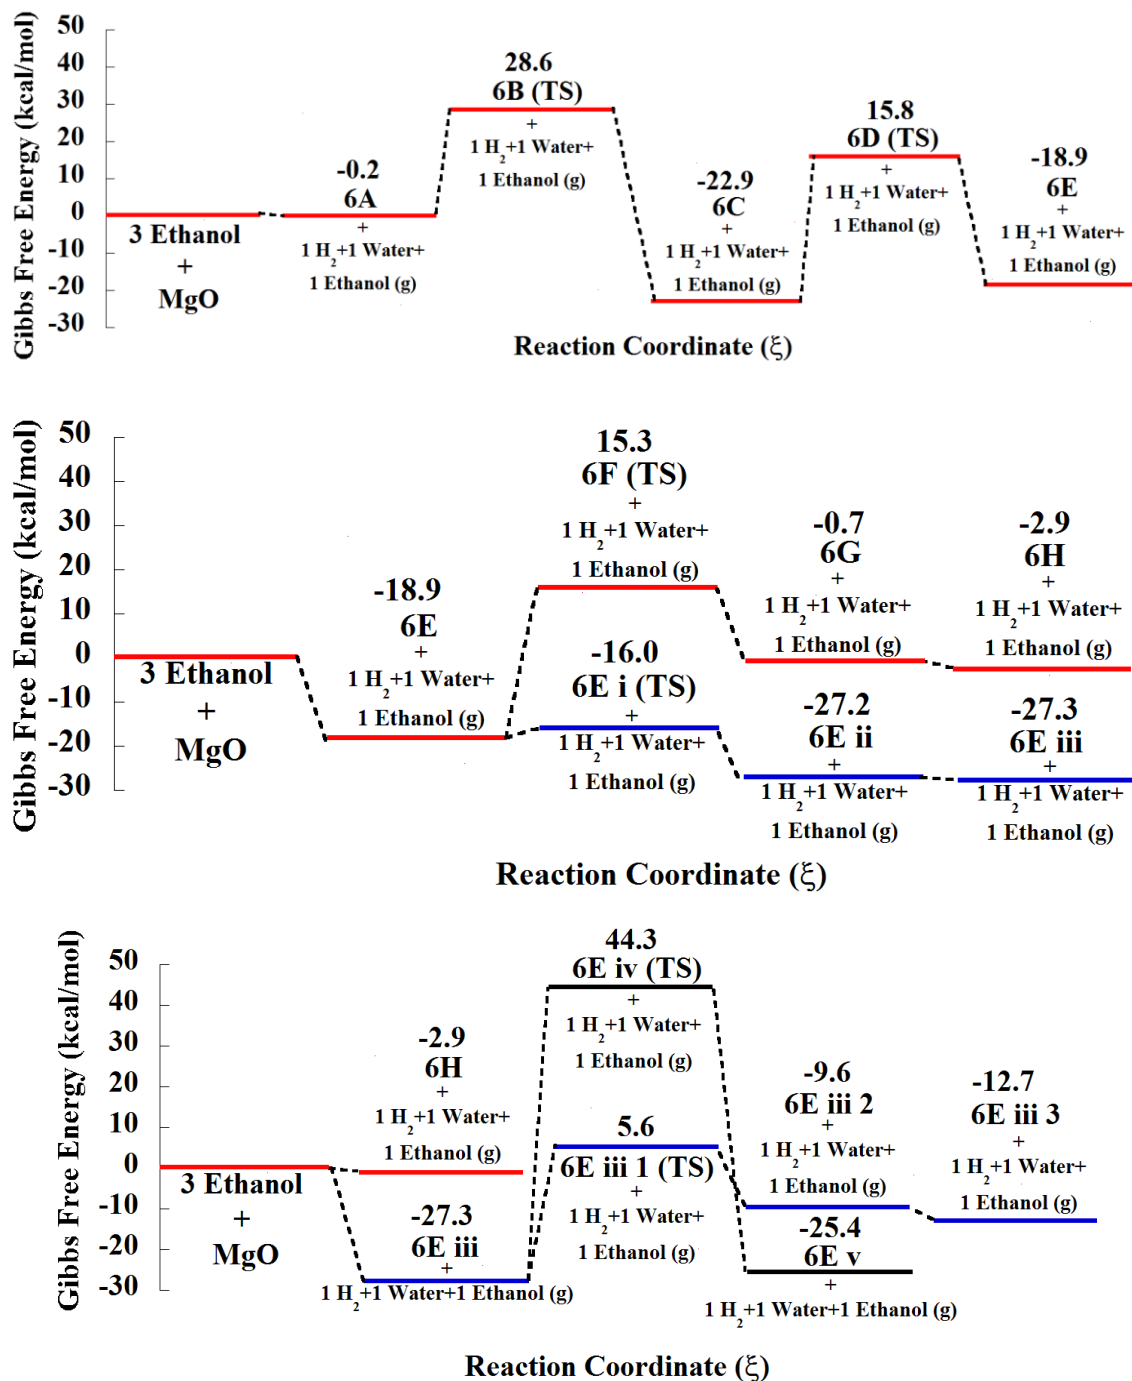 Gibbs Free Energy (kcal/mol)
50
40
30
20
10
0
-10
-20
-30
3 Ethanol
+
MgO
-0.2
6A
+
1 H2+1 Water+
1 Ethanol (g)
28.6
6B (TS)
+
1 H2+1 Water+
1 Ethanol (g)
-22.9
6C
+
1 H2+1 Water+
1 Ethanol (g)
15.8
6D (TS)
+
1 H2+1 Water+
1 Ethanol (g)
-18.9
6E
+
1 H2+1 Water+
1 Ethanol (g)
Reaction Coordinate (ξ)
Gibbs Free Energy (kcal/mol)
50
40
30
20
10
0
-10
-20
-30
3 Ethanol
+
MgO
-18.9
6E
+
1 H2+1 Water+
1 Ethanol (g)
15.3
6F (TS)
+
1 H2+1 Water+
1 Ethanol (g)
-16.0
6E i (TS)
+
1 H2+1 Water+
1 Ethanol (g)
-0.7
6G
+
1 H2+1 Water+
1 Ethanol (g)
-27.2
6E ii
+
1 H2+1 Water+
1 Ethanol (g)
-2.9
6H
+
1 H2+1 Water+
1 Ethanol (g)
-27.3
6E iii
+
1 H2+1 Water+
1 Ethanol (g)
Reaction Coordinate (ξ)
Gibbs Free Energy (kcal/mol)
50
40
30
20
10
0
-10
-20
-30
3 Ethanol
+
MgO
-2.9
6H
+
1 H2+1 Water+
1 Ethanol (g)
-27.3
6E iii
+
1 H2+1 Water+1 Ethanol (g)
44.3
6E iv (TS)
+
1 H2+1 Water+
1 Ethanol (g)
5.6
6E iii 1 (TS)
+
1 H2+1 Water+
1 Ethanol (g)
-9.6
6E iii 2
+
1 H2+1 Water+
1 Ethanol (g)
-25.4
6E v
+
1 H2+1 Water+1 Ethanol (g)
-12.7
6E iii 3
+
1 H2+1 Water+
1 Ethanol (g)
Reaction Coordinate (ξ)